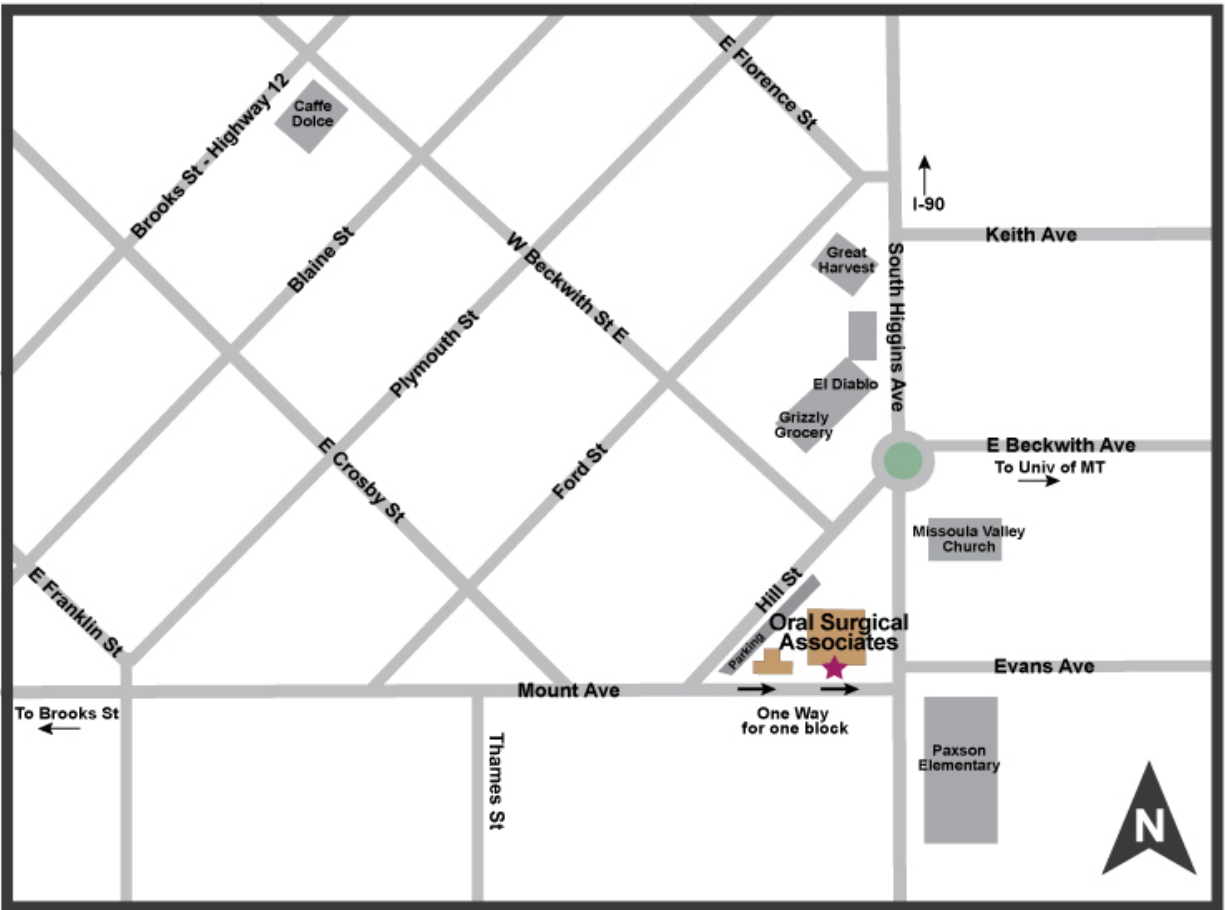 E Florence St
Brooks St - Highway 12
Caffe
Dolce
I-90
Keith Ave
Blaine St
W Beckwith St E
Great
Harvest
South Higgins Ave
Plymouth St
El Diablo
Grizzly
Grocery
E Crosby St
Ford St
E Beckwith Ave
To Univ of MT
Missoula Valley
Church
E Franklin St
Hill St
Parking
Oral Surgical
Associates
Evans Ave
Mount Ave
To Brooks St
One Way
for one block
Thames St
Paxson
Elementary
N